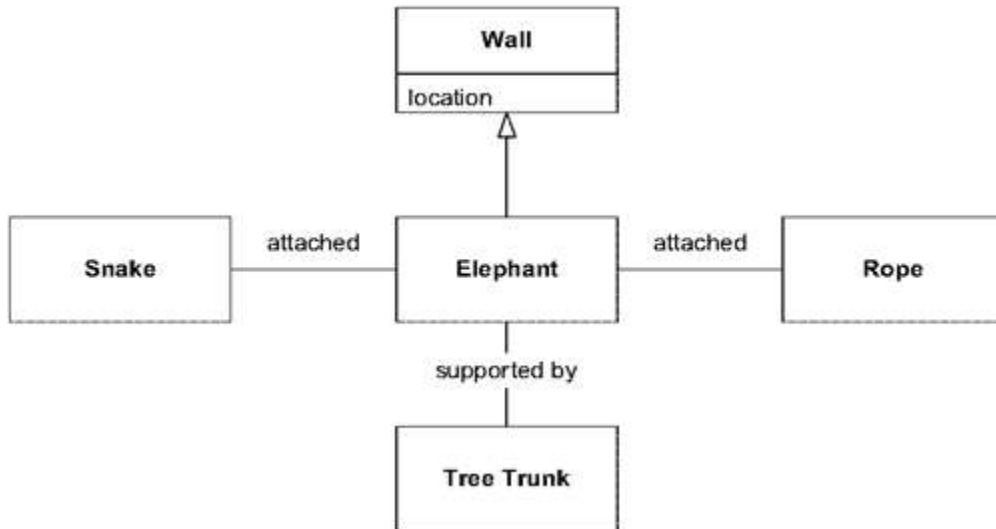 Wall
location
Snake
attached
Elephant
attached
Rope
supported by
Tree Trunk